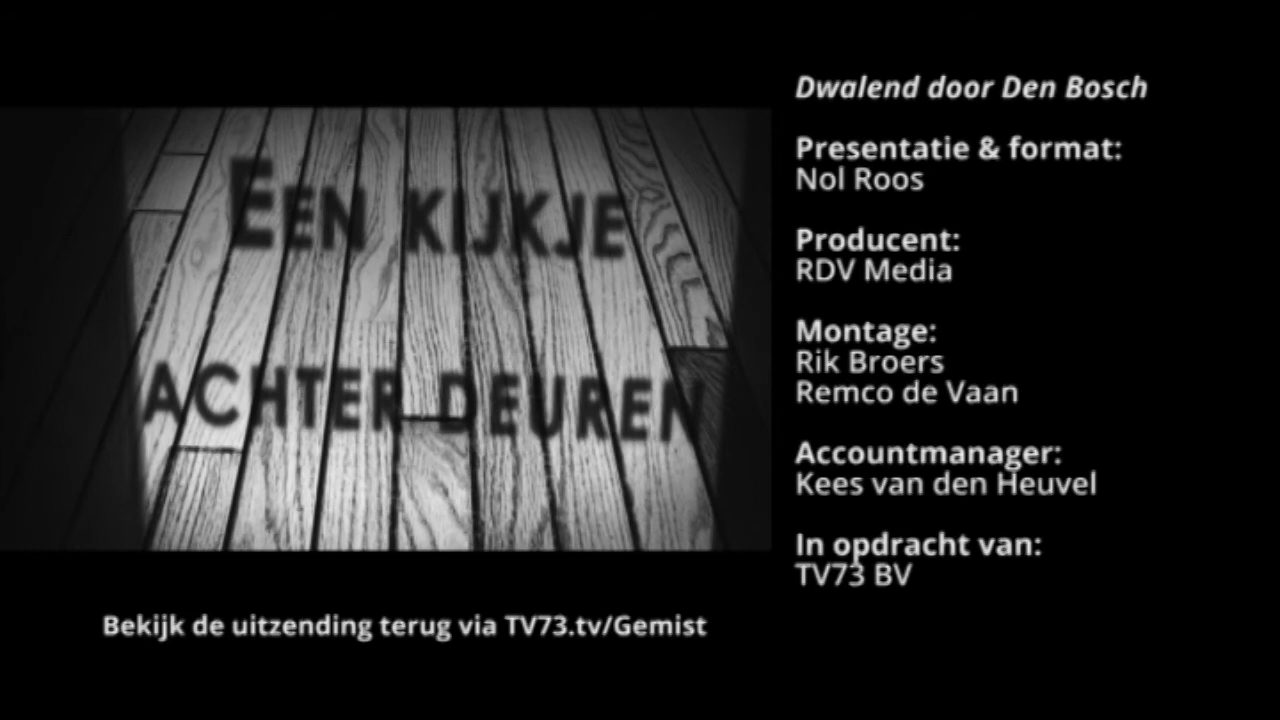 EEN KIJKJE
ACHTER DEUREN
Bekijk de uitzending terug via TV73.tv/Gemist
Dwalend door Den Bosch
Presentatie & format:
Nol Roos
Producent:
RDV Media
Montage:
Rik Broers
Remco de Vaan
Accountmanager:
Kees van den Heuvel
In opdracht van:
TV73 BV